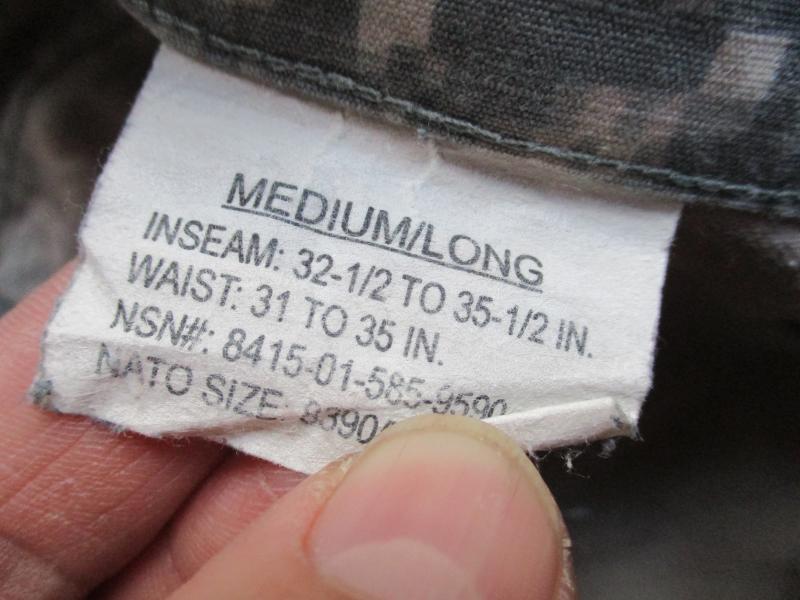 MEDIUM/LONG
INSEAM: 32-1/2 TO 35-1/2 IN.
WAIST: 31 TO 35 IN.
NSN#: 8415-01-585-9590
NATO SIZE: